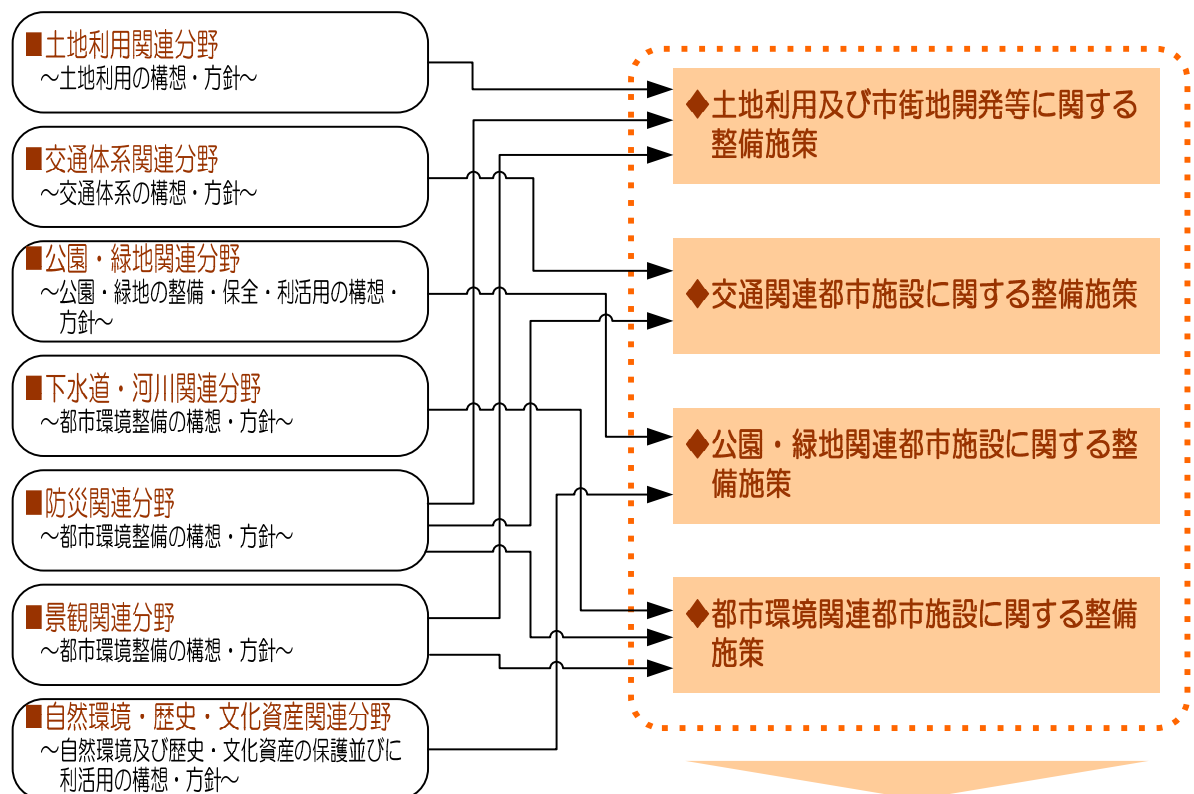 ■土地利用関連分野
～土地利用の構想・方針～
■交通体系関連分野
～交通体系の構想・方針～
■公園・緑地関連分野
～公園・緑地の整備・保全・利活用の構想・
方針～
■下水道・河川関連分野
～都市環境整備の構想・方針～
■防災関連分野
～都市環境整備の構想・方針～
■景観関連分野
～都市環境整備の構想・方針～
■自然環境・歴史・文化資産関連分野
～自然環境及び歴史・文化資産の保護並びに
利活用の構想・方針～
◆土地利用及び市街地開発等に関する
整備施策
◆交通関連都市施設に関する整備施策
◆公園・緑地関連都市施設に関する整
備施策
◆都市環境関連都市施設に関する整備
施策